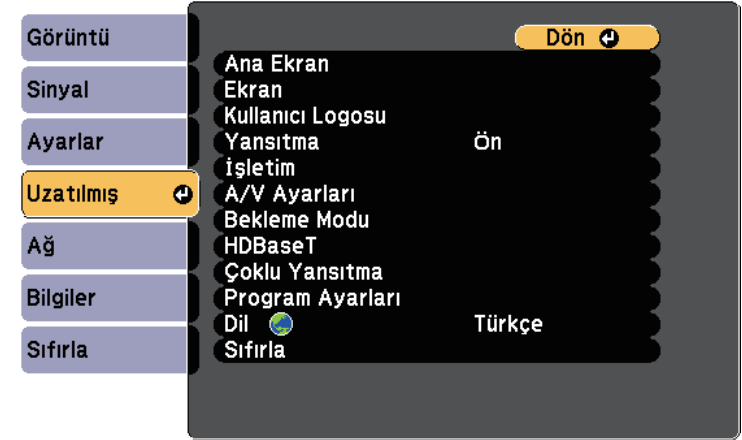 Görüntü
Sinyal
Ayarlar
Uzatılmış
Ağ
Bilgiler
Sıfırla
Dön
Ana Ekran
Ekran
Kullanıcı Logosu
Yansıtma Ön
İşletim
A/V Ayarları
Bekleme Modu
HDBaseT
Çoklu Yansıtma
Program Ayarları
Dil Türkçe
Sıfırla